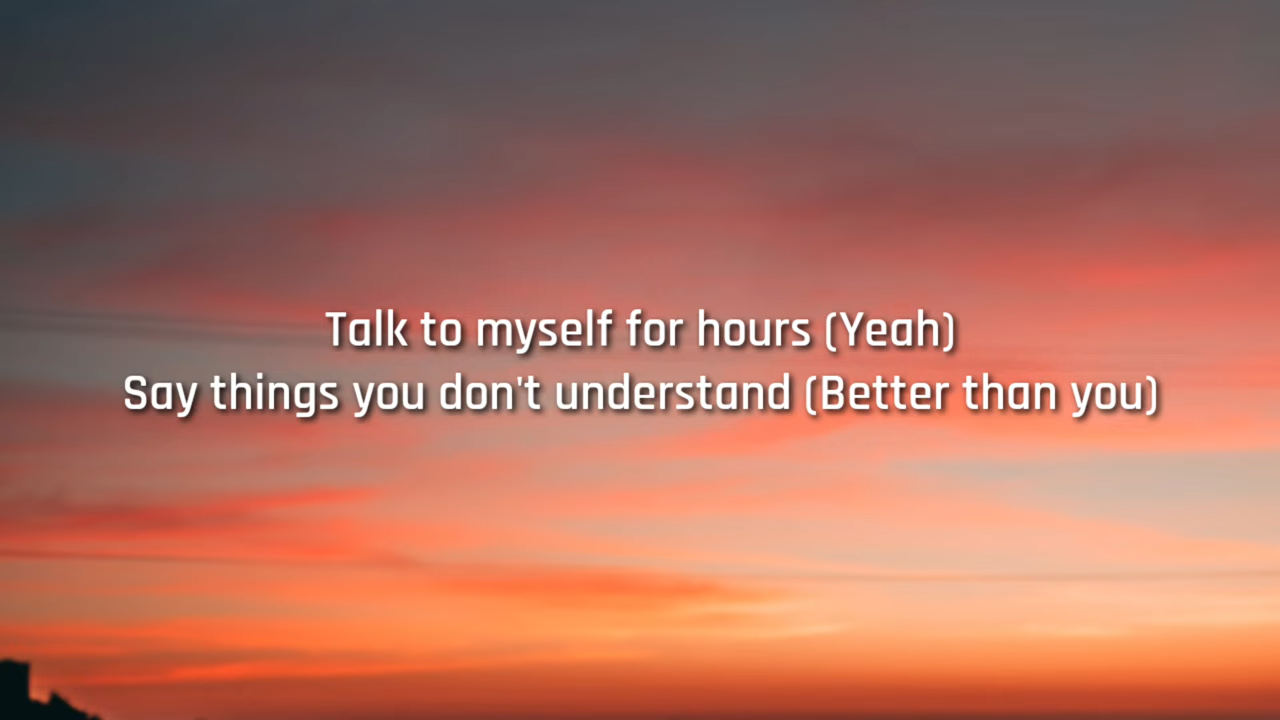 Talk to myself for hours (Yeah)
Say things you don't understand (Better than you)